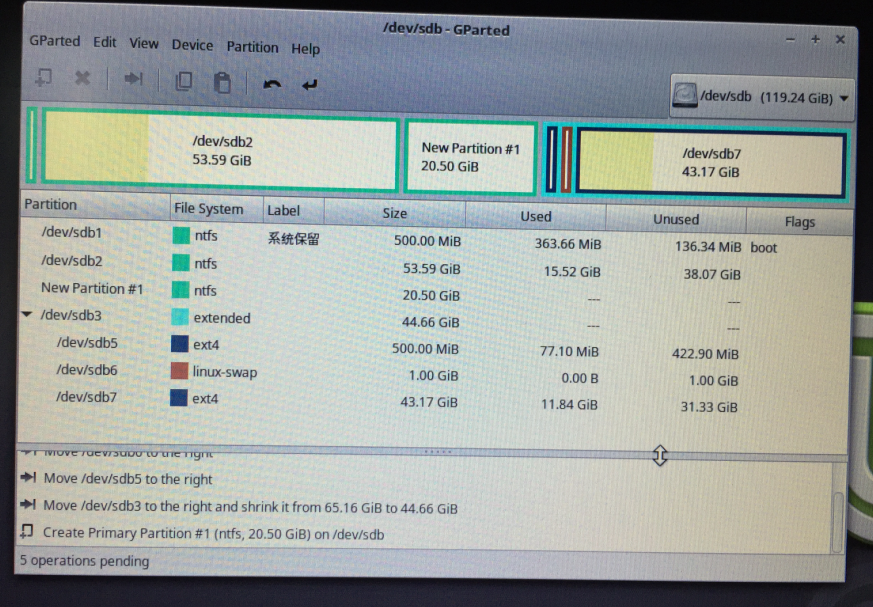 /dev/sdb - GParted
GParted Edit View Device Partition Help
/dev/sdb (119.24 GiB)
/dev/sdb2
53.59 GiB
New Partition #1
20.50 GiB
/dev/sdb7
43.17 GiB
Partition File System Label Size Used Unused Flags
/dev/sdb1 ntfs 系统保留 500.00 MiB 363.66 MiB 136.34 MiB boot
/dev/sdb2 ntfs 53.59 GiB 15.52 GiB 38.07 GiB
New Partition #1 ntfs 20.50 GiB --- ---
/dev/sdb3 extended 44.66 GiB --- ---
/dev/sdb5 ext4 500.00 MiB 77.10 MiB 422.90 MiB
/dev/sdb6 linux-swap 1.00 GiB 0.00 B 1.00 GiB
/dev/sdb7 ext4 43.17 GiB 11.84 GiB 31.33 GiB
Move /dev/sdb6 to the right
Move /dev/sdb5 to the right
Move /dev/sdb3 to the right and shrink it from 65.16 GiB to 44.66 GiB
Create Primary Partition #1 (ntfs, 20.50 GiB) on /dev/sdb
5 operations pending